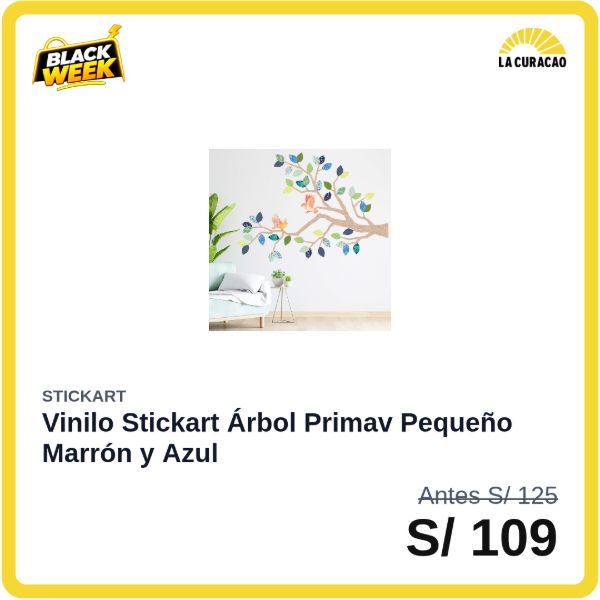 BLACK
WEEK
LA CURACAO
STICKART
Vinilo Stickart Árbol Primav Pequeño
Marrón y Azul
Antes S/ 125
S/ 109